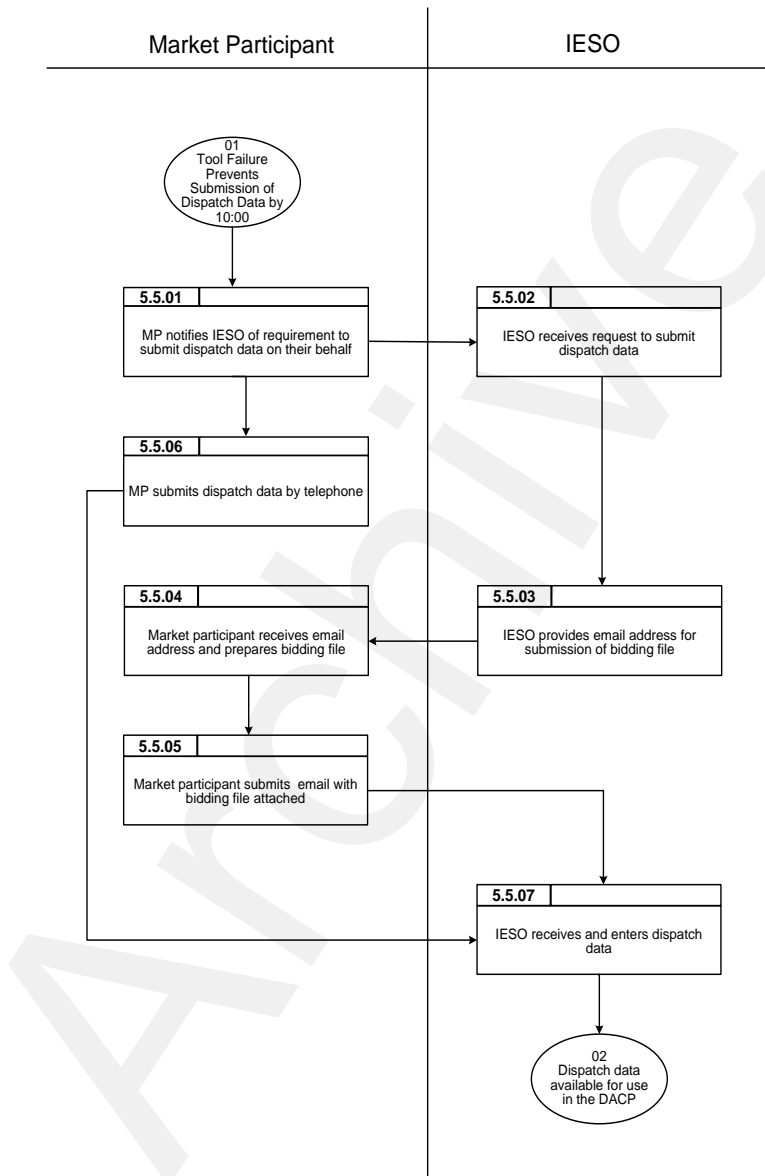 Market Participant
IESO
01
Tool Failure
Prevents
Submission of
Dispatch Data by
10:00
5.5.01
MP notifies IESO of requirement to
submit dispatch data on their behalf
5.5.02
IESO receives request to submit
dispatch data
5.5.06
MP submits dispatch data by telephone
5.5.04
Market participant receives email
address and prepares bidding file
5.5.03
IESO provides email address for
submission of bidding file
5.5.05
Market participant submits email with
bidding file attached
5.5.07
IESO receives and enters dispatch
data
02
Dispatch data
available for use
in the DACP
Archive